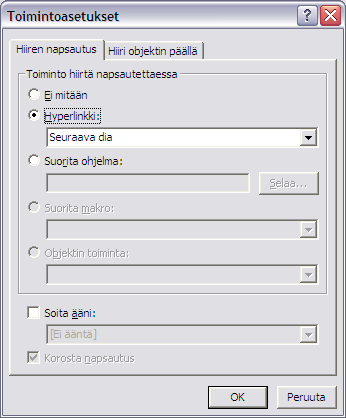 Toimintoasetukset
Hiiren napsautus
Hiiri objektin päällä
Toiminto hiirtä napsautettaessa
Ei mitään
Hyperlinkki:
Seuraava dia
Suorita ohjelma:
Selaa...
Suorita makro:
Objektin toiminta:
Soita ääni:
[Ei ääntä]
Korosta napsautus
OK
Peruuta